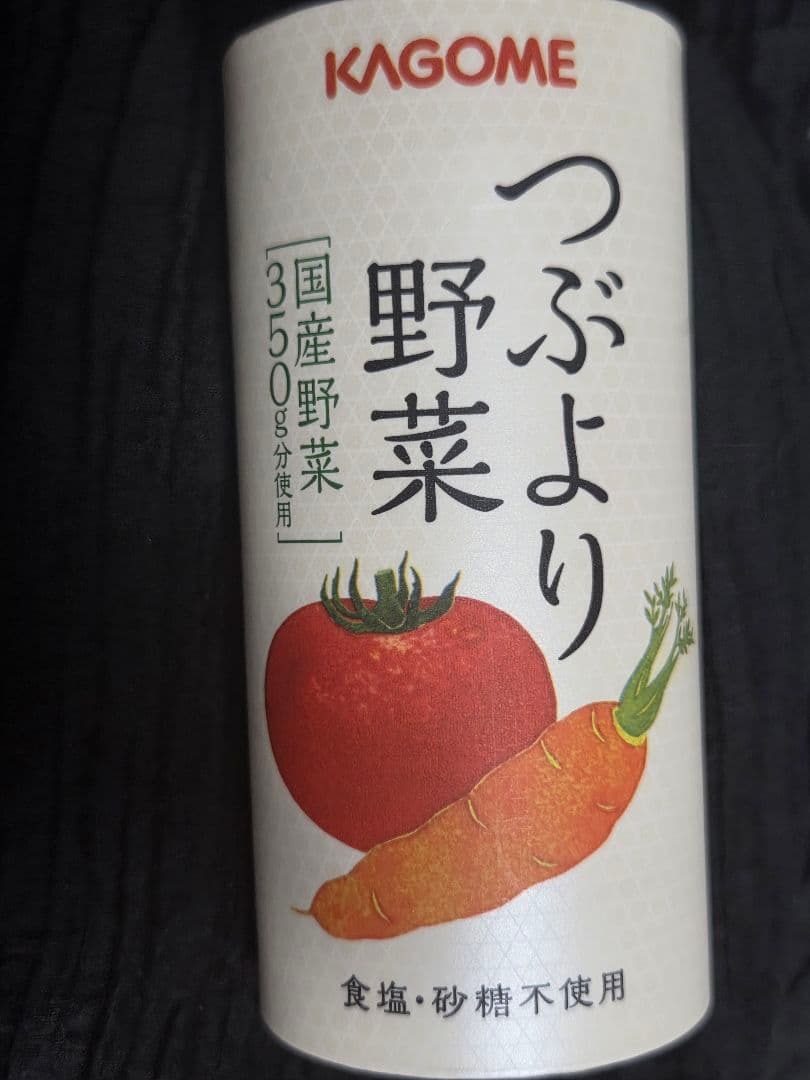 KAGOME
つぶより
野菜
国産野菜
350g分使用
食塩・砂糖不使用